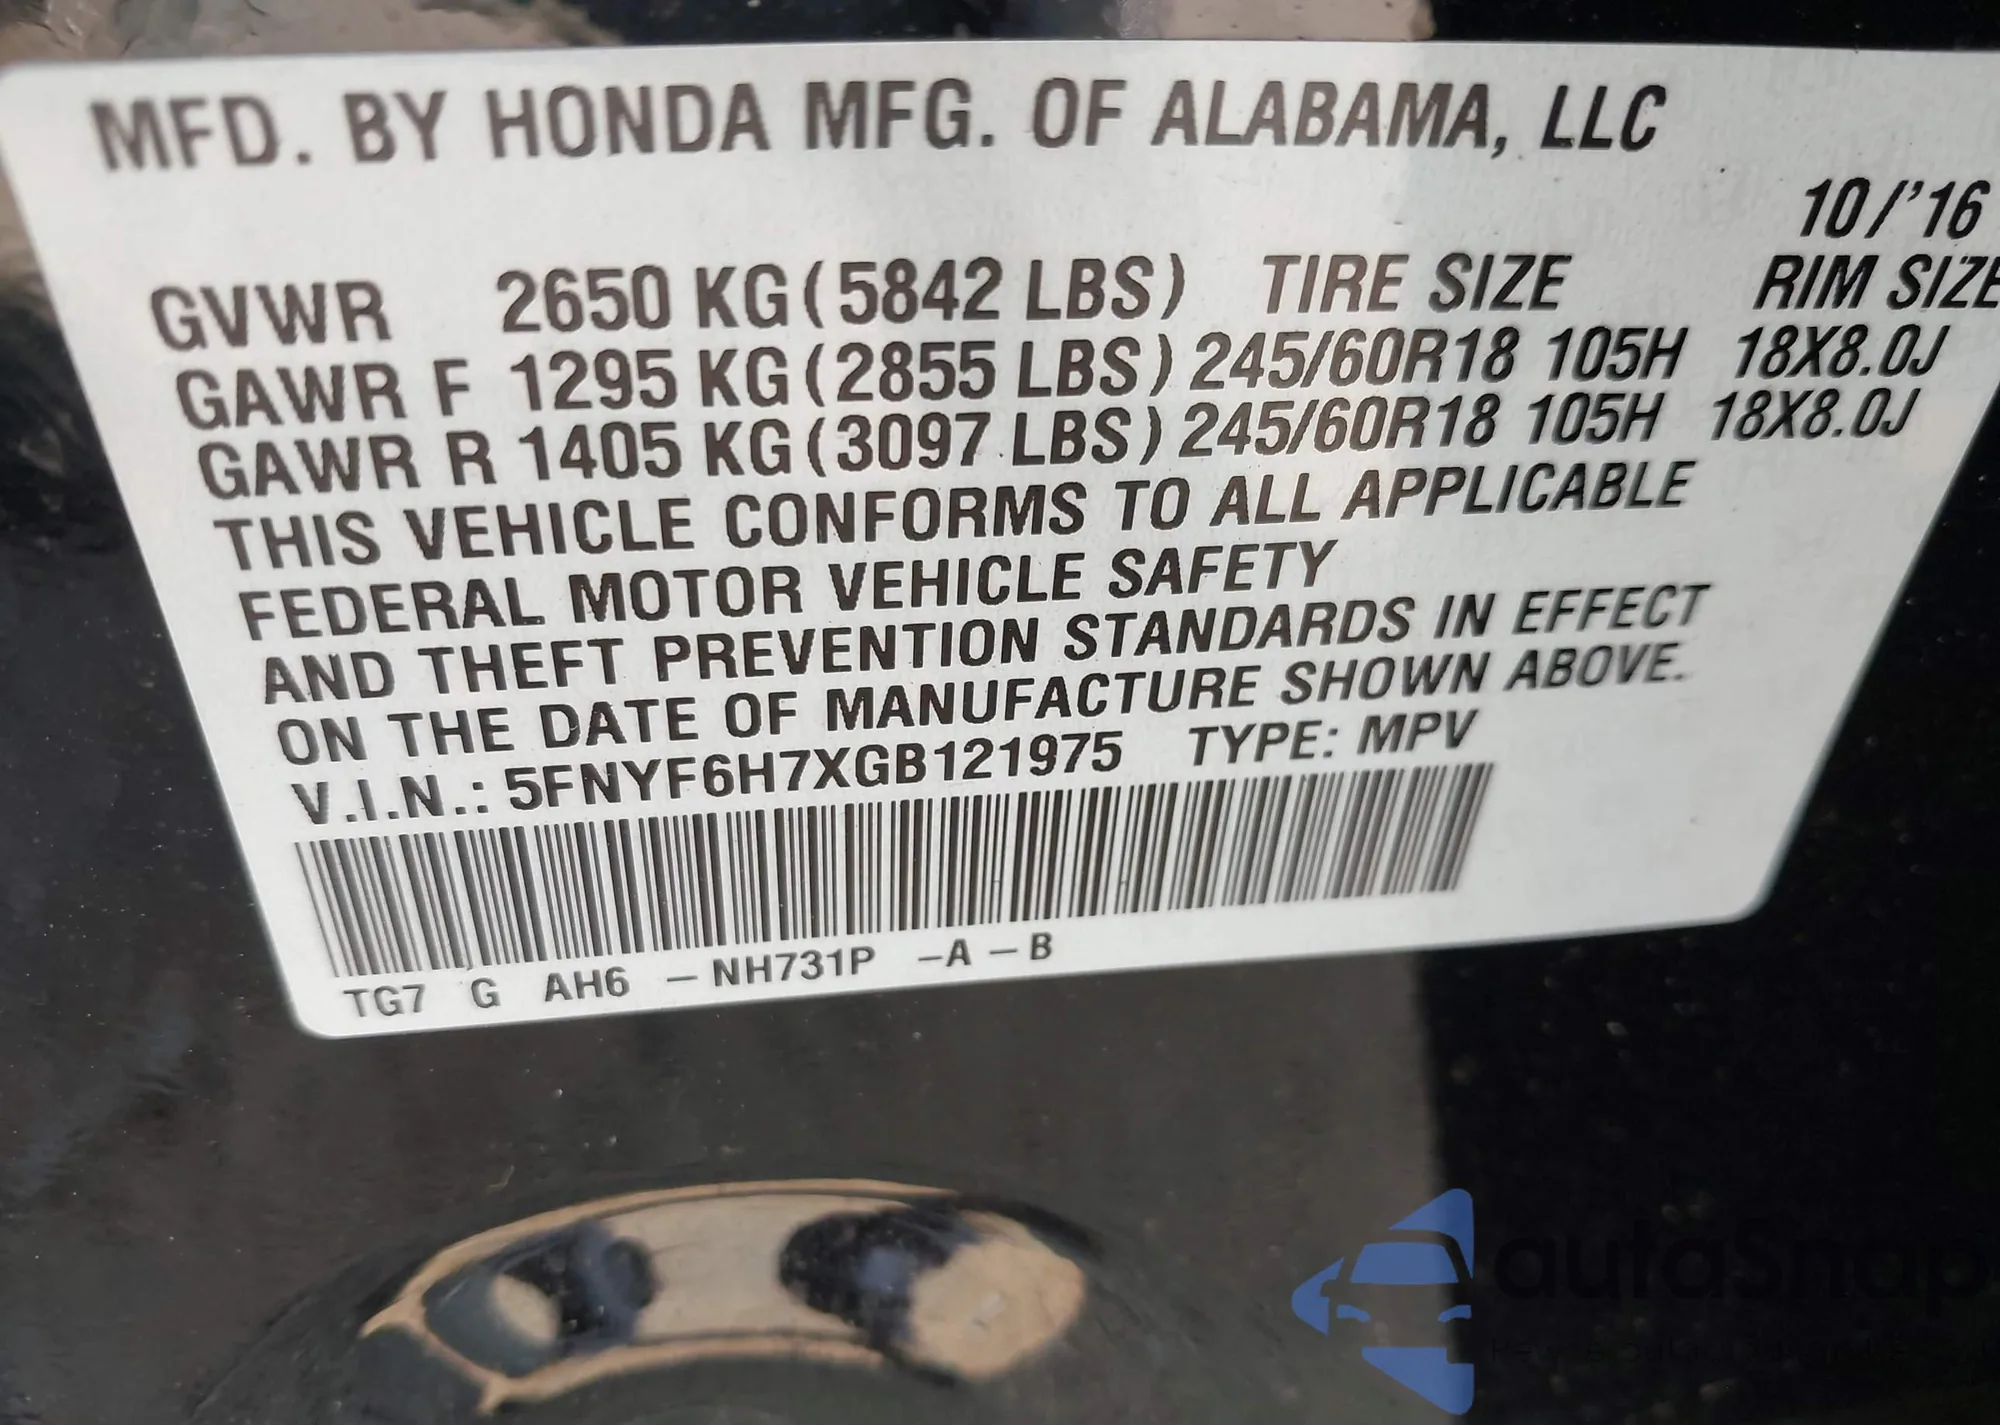 MFD. BY HONDA MFG. OF ALABAMA, LLC
10/'16
GVWR 2650 KG (5842 LBS) TIRE SIZE RIM SIZE
GAWR F 1295 KG (2855 LBS) 245/60R18 105H 18X8.0J
GAWR R 1405 KG (3097 LBS) 245/60R18 105H 18X8.0J
THIS VEHICLE CONFORMS TO ALL APPLICABLE
FEDERAL MOTOR VEHICLE SAFETY
AND THEFT PREVENTION STANDARDS IN EFFECT
ON THE DATE OF MANUFACTURE SHOWN ABOVE.
V.I.N.: 5FNYF6H7XGB121975 TYPE: MPV
TG7 G AH6 – NH731P – A – B
autaSnap